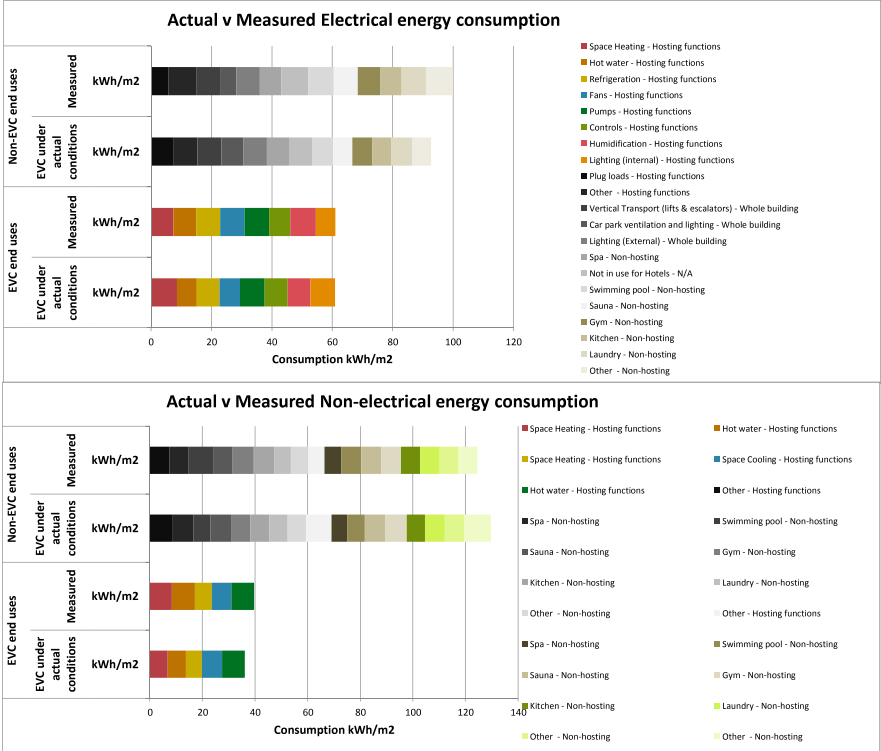 Actual v Measured Electrical energy consumption
Non-EVC end uses
Measured
kWh/m2
EVC under
actual
conditions
kWh/m2
EVC end uses
Measured
kWh/m2
EVC under
actual
conditions
kWh/m2
0 20 40 60 80 100 120
Consumption kWh/m2
Space Heating - Hosting functions
Hot water - Hosting functions
Refrigeration - Hosting functions
Fans - Hosting functions
Pumps - Hosting functions
Controls - Hosting functions
Humidification - Hosting functions
Lighting (internal) - Hosting functions
Plug loads - Hosting functions
Other - Hosting functions
Vertical Transport (lifts & escalators) - Whole building
Car park ventilation and lighting - Whole building
Lighting (External) - Whole building
Spa - Non-hosting
Not in use for Hotels - N/A
Swimming pool - Non-hosting
Sauna - Non-hosting
Gym - Non-hosting
Kitchen - Non-hosting
Laundry - Non-hosting
Other - Non-hosting
Actual v Measured Non-electrical energy consumption
Non-EVC end uses
Measured
kWh/m2
EVC under
actual
conditions
kWh/m2
EVC end uses
Measured
kWh/m2
EVC under
actual
conditions
kWh/m2
0 20 40 60 80 100 120 140
Consumption kWh/m2
Space Heating - Hosting functions Hot water - Hosting functions
Space Heating - Hosting functions Space Cooling - Hosting functions
Hot water - Hosting functions Other - Hosting functions
Spa - Non-hosting Swimming pool - Non-hosting
Sauna - Non-hosting Gym - Non-hosting
Kitchen - Non-hosting Laundry - Non-hosting
Other - Non-hosting Other - Hosting functions
Spa - Non-hosting Swimming pool - Non-hosting
Sauna - Non-hosting Gym - Non-hosting
Kitchen - Non-hosting Laundry - Non-hosting
Other - Non-hosting Other - Non-hosting